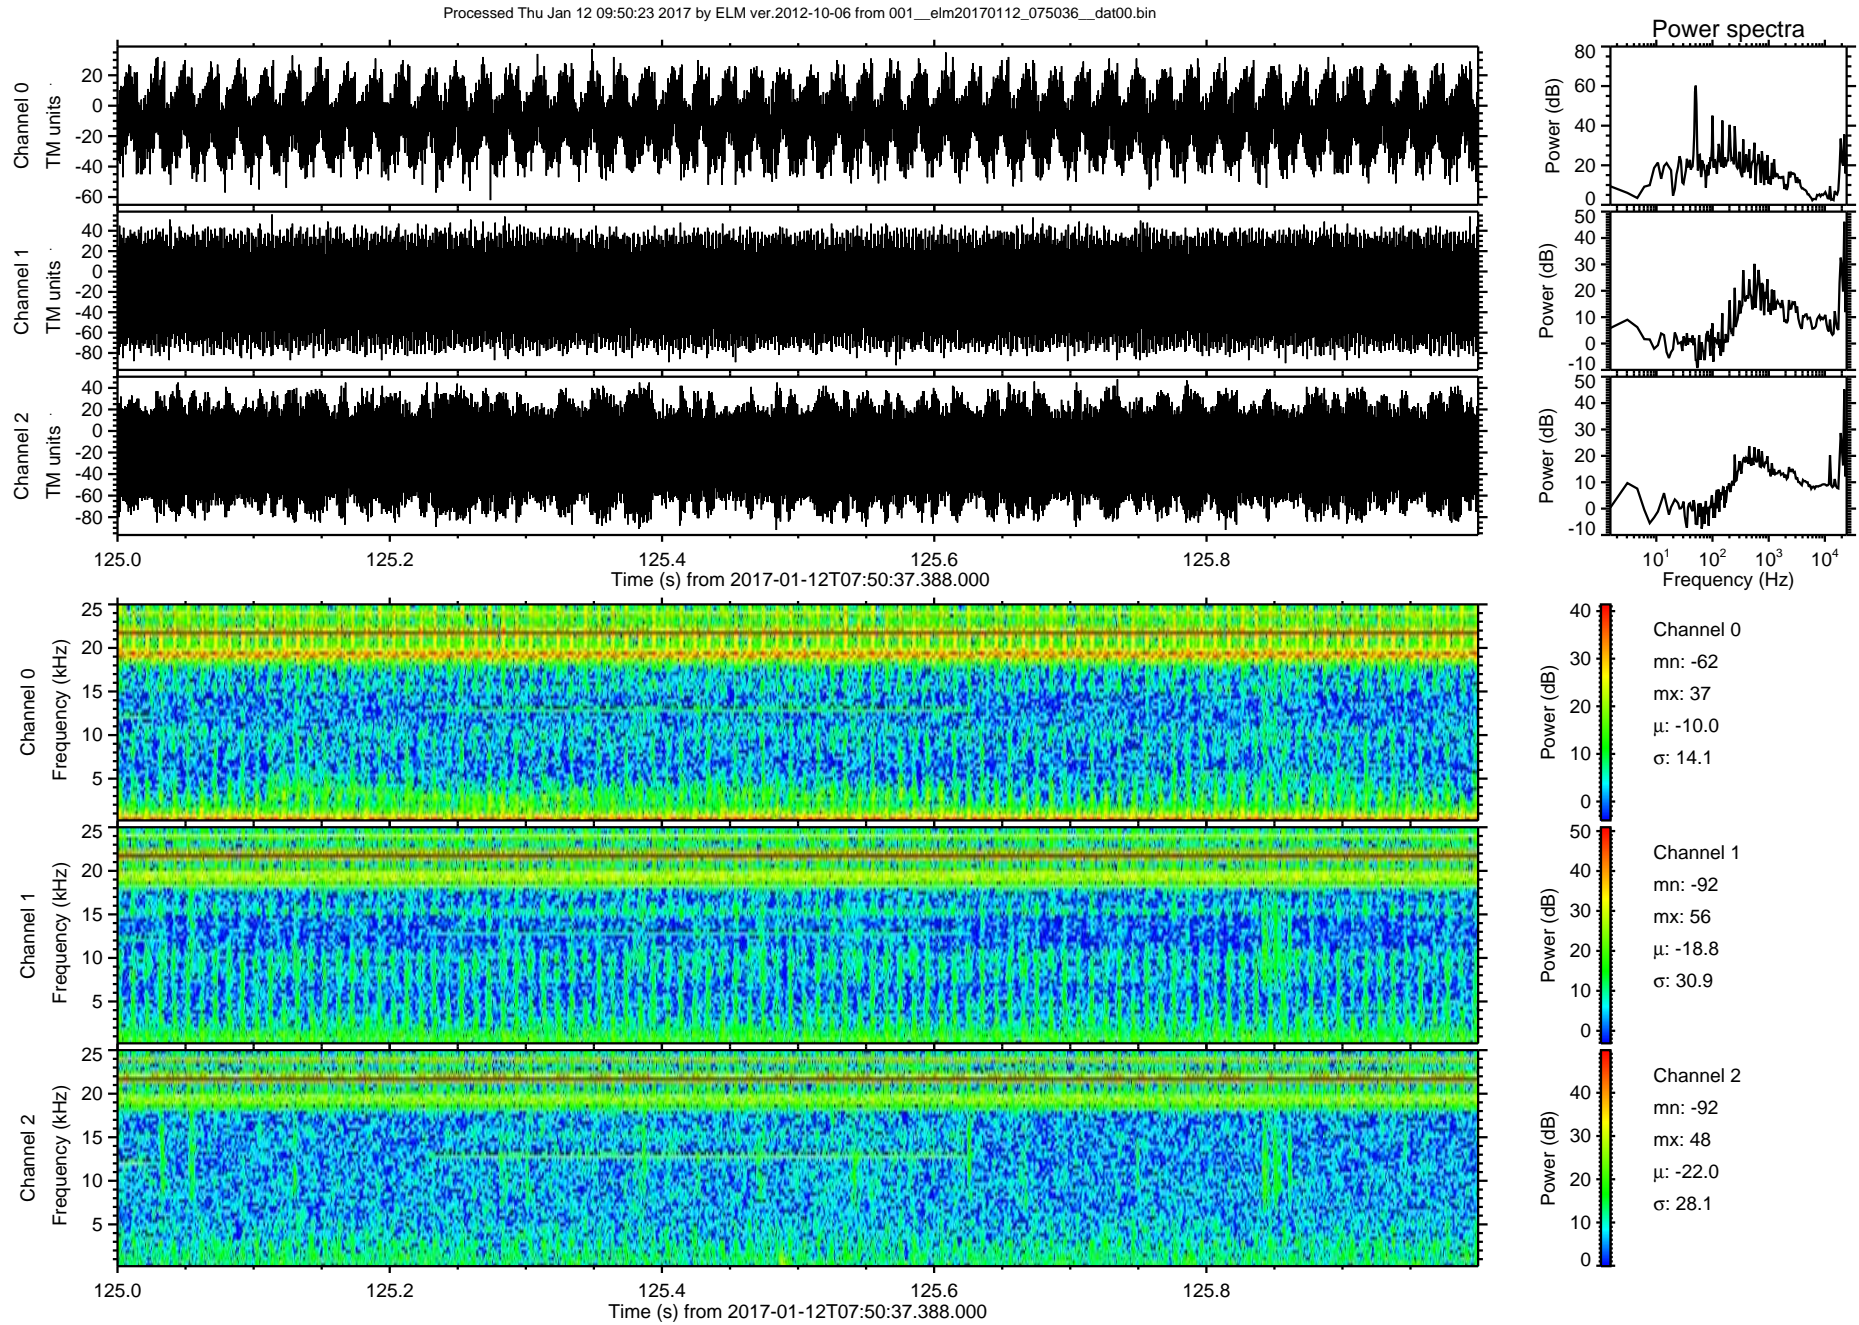 Processed Thu Jan 12 09:50:23 2017 by ELM ver.2012-10-06 from 001__elm20170112_075036__dat00.bin
Power spectra
Channel 0
TM units
20
0
-20
-40
-60
Power (dB)
80
60
40
20
0
Channel 1
TM units
40
20
0
-20
-40
-60
-80
Power (dB)
50
40
30
20
10
0
-10
Channel 2
TM units
40
20
0
-20
-40
-60
-80
Power (dB)
50
40
30
20
10
0
-10
125.0 125.2 125.4 125.6 125.8
Time (s) from 2017-01-12T07:50:37.388.000
10¹ 10² 10³ 10⁴
Frequency (Hz)
Channel 0
Frequency (kHz)
25
20
15
10
5
Power (dB)
40
30
20
10
0
Channel 0
mn: -62
mx: 37
μ: -10.0
σ: 14.1
Channel 1
Frequency (kHz)
25
20
15
10
5
Power (dB)
50
40
30
20
10
0
Channel 1
mn: -92
mx: 56
μ: -18.8
σ: 30.9
Channel 2
Frequency (kHz)
25
20
15
10
5
Power (dB)
40
30
20
10
0
Channel 2
mn: -92
mx: 48
μ: -22.0
σ: 28.1
125.0 125.2 125.4 125.6 125.8
Time (s) from 2017-01-12T07:50:37.388.000